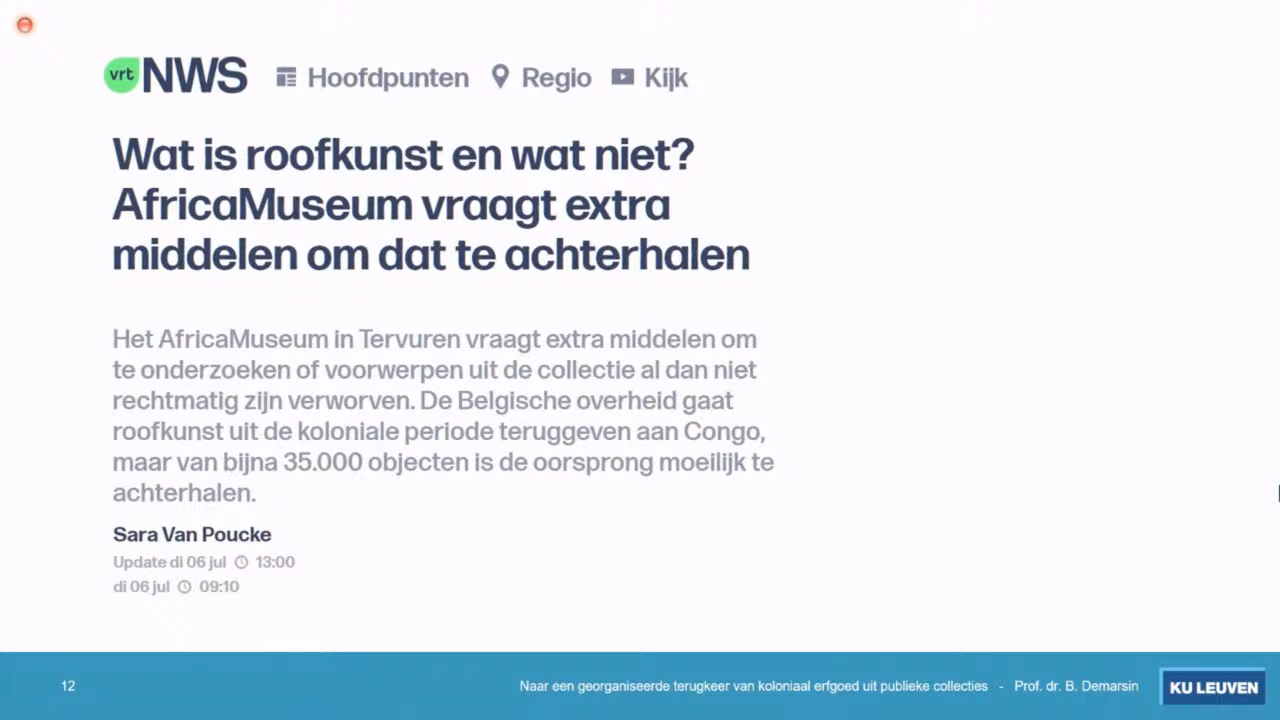 vrt NWS Hoofdpunten Regio Kijk
Wat is roofkunst en wat niet?
AfricaMuseum vraagt extra
middelen om dat te achterhalen
Het AfricaMuseum in Tervuren vraagt extra middelen om
te onderzoeken of voorwerpen uit de collectie al dan niet
rechtmatig zijn verworven. De Belgische overheid gaat
roofkunst uit de koloniale periode teruggeven aan Congo,
maar van bijna 35.000 objecten is de oorsprong moeilijk te
achterhalen.
Sara Van Poucke
Update di 06 jul 13:00
di 06 jul 09:10
12 Naar een georganiseerde terugkeer van koloniaal erfgoed uit publieke collecties - Prof. dr. B. Demarsin KU LEUVEN